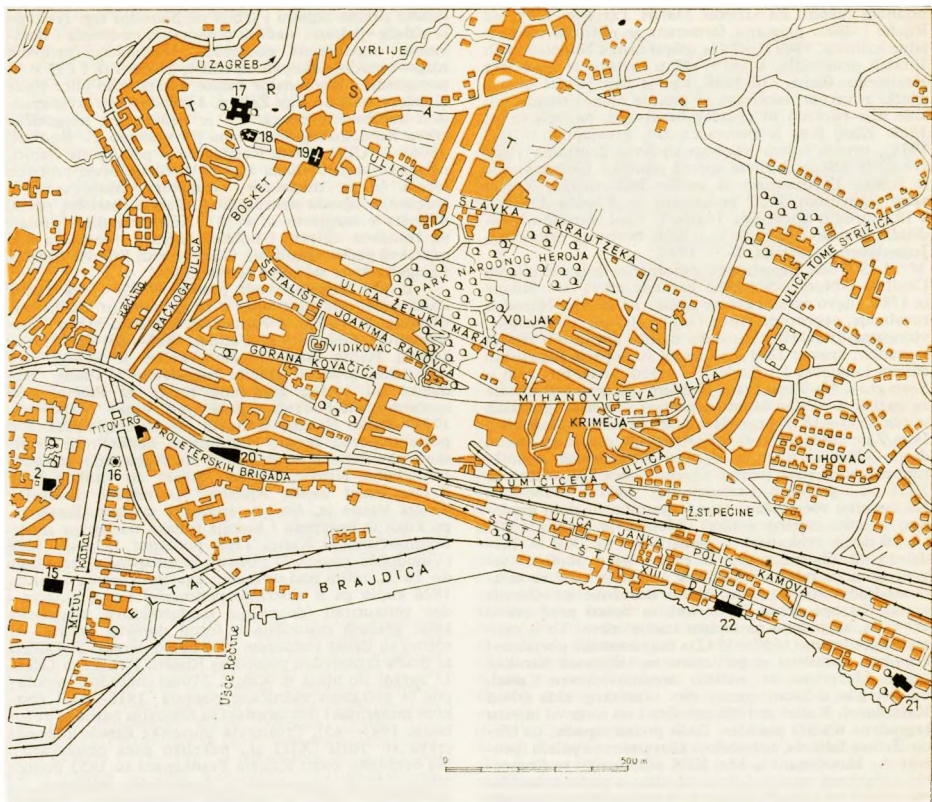 VRLIJE
U ZAGREB
17
R
S
T
A
T
18
19
BOSKET
ULICA SLAVKA KRAUTZEKA
RAČKOGA ULICA
Rečina
ŠETALIŠTE JOAKIMA RAKOVCA
ULICA ŽELJKA MARAČA
PARK NARODNOG HEROJA
VOLJAK
ULICA TOME STRIŽIĆA
VIDIKOVAC
GORANA KOVAČIĆA
MIHANOVIĆEVA ULICA
KRIMEJA
TITOV TRG
PROLETERSKIH BRIGADA
20
2
16
KUMIČIĆEVA ULICA
TIHOVAC
Ž.ST. PEĆINE
ULICA JANKA POLIĆ KAMOVA
ŠETALIŠTE XIII DIVIZIJE
15
Mrtvi Kanal
DELTA
BRAJDICA
Ušće Rečine
22
21
0
500 m